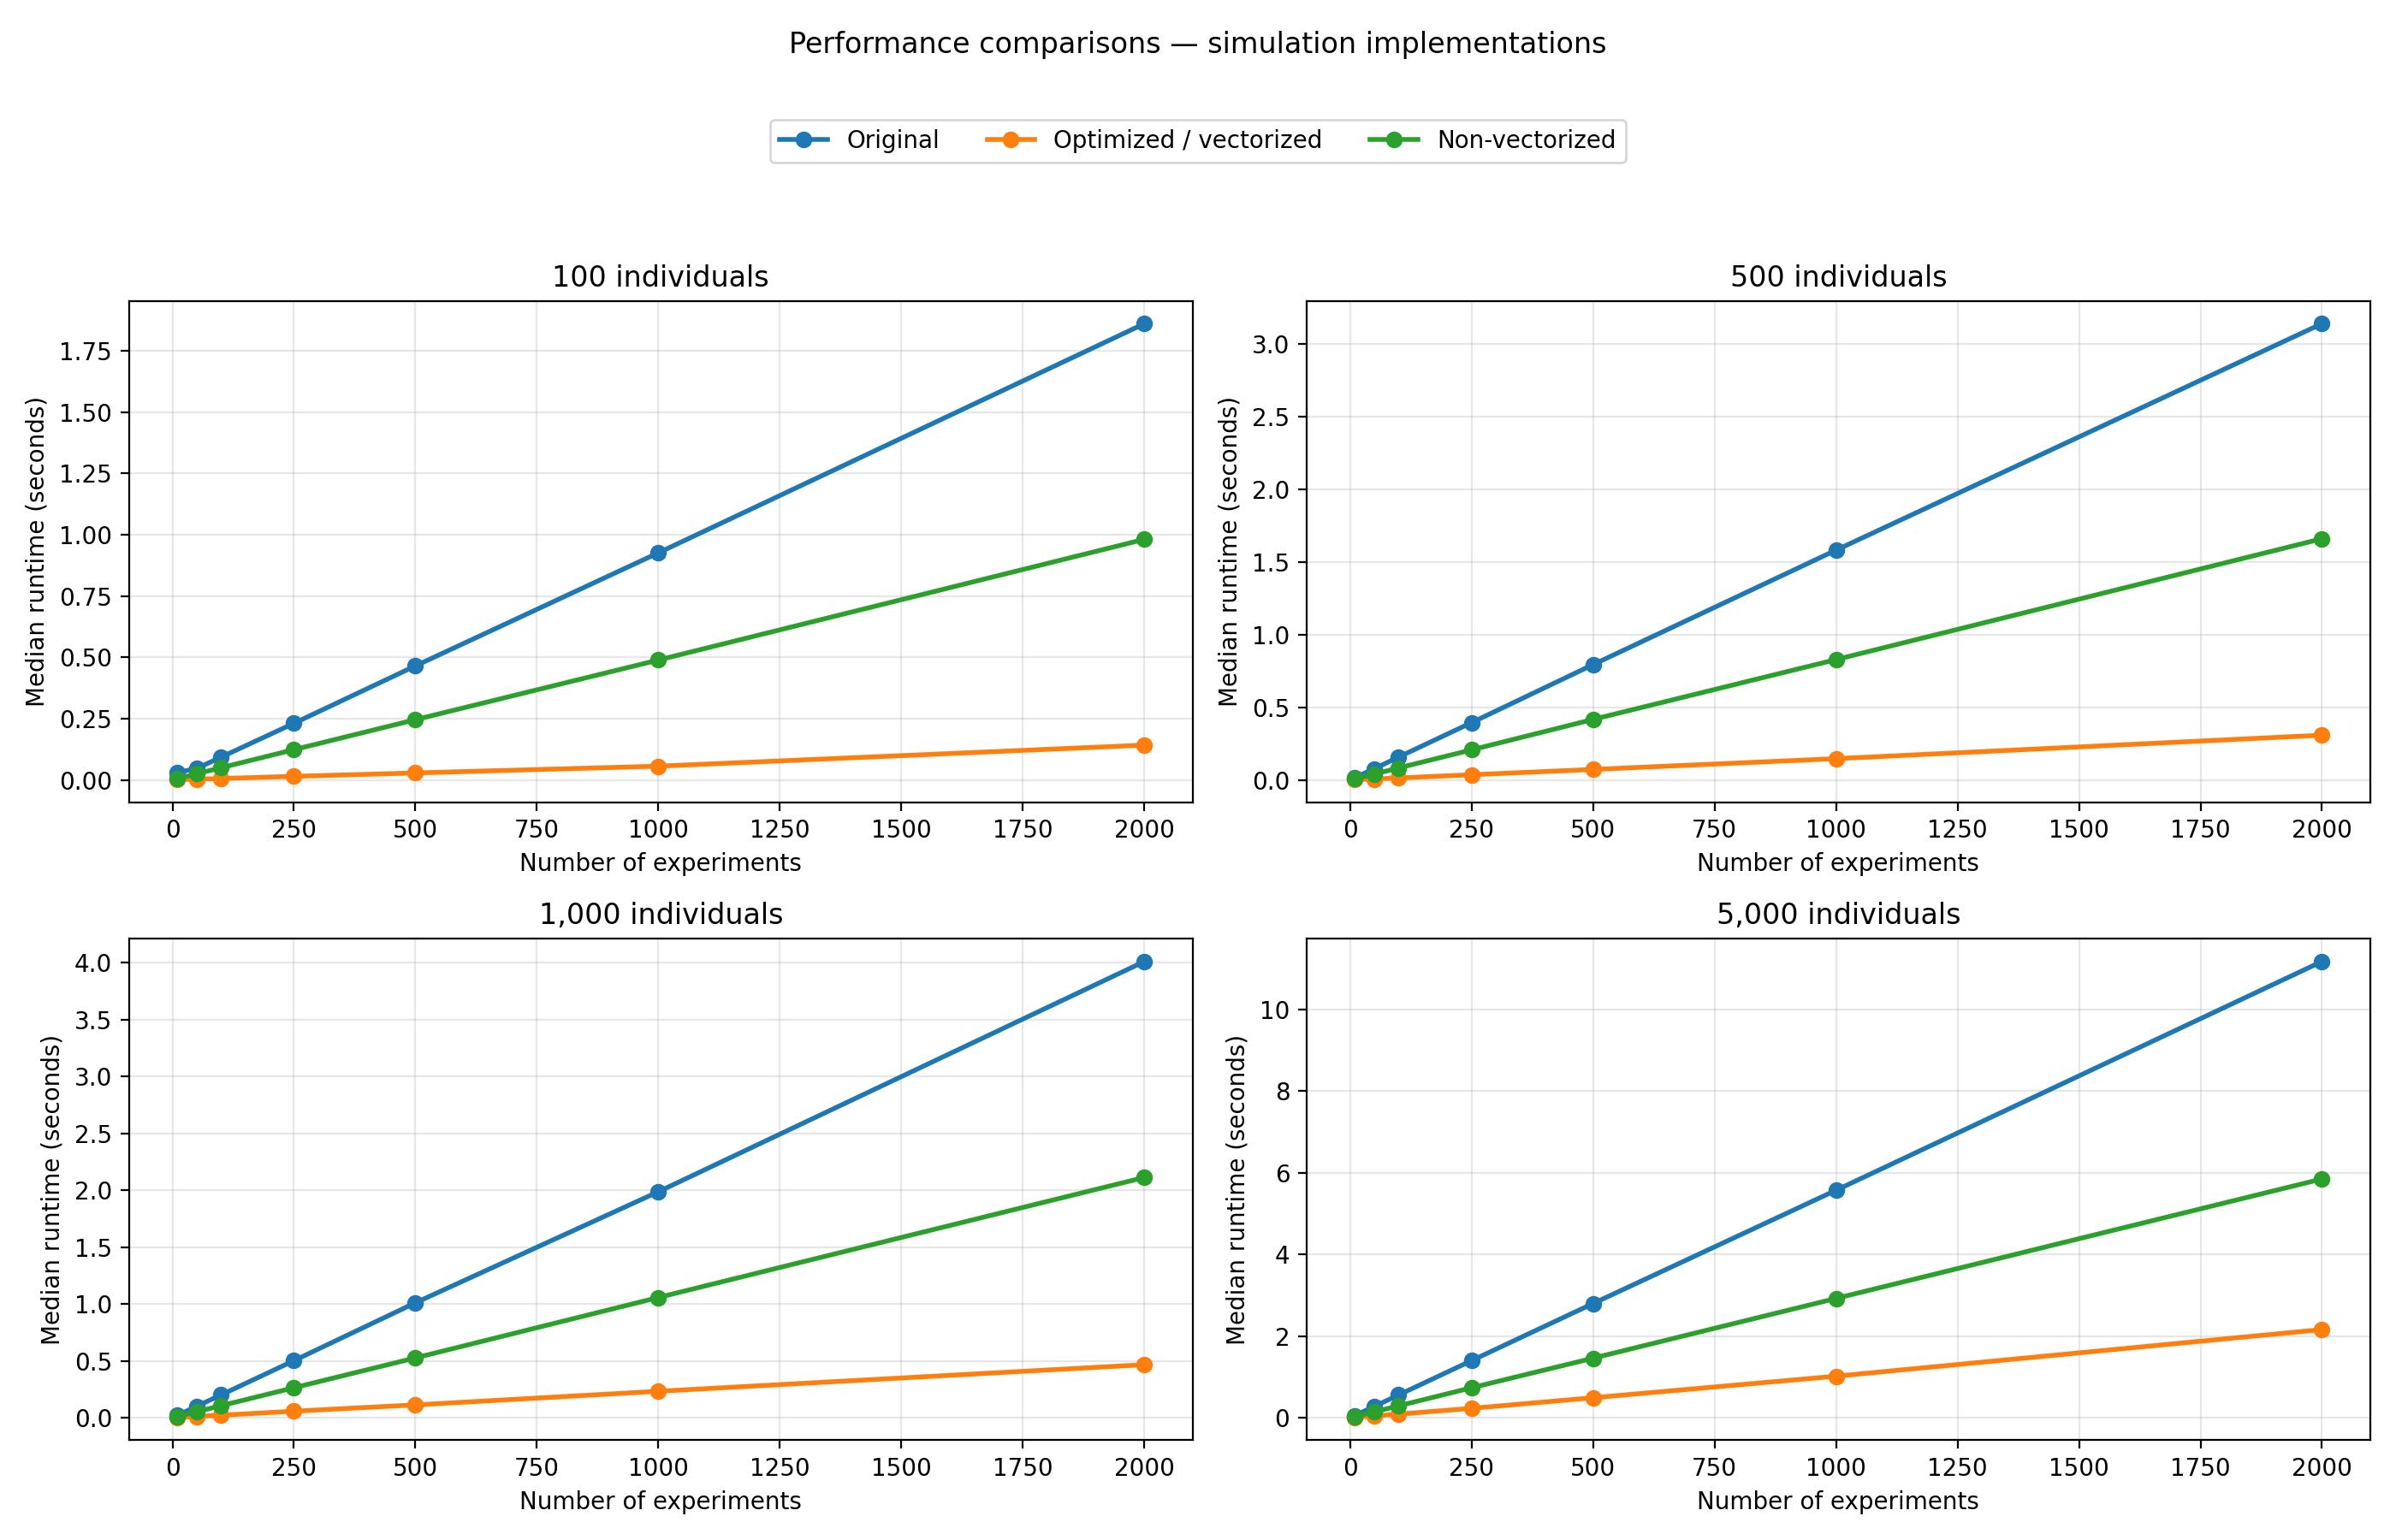 Performance comparisons — simulation implementations
Original Optimized / vectorized Non-vectorized
100 individuals
Median runtime (seconds)
1.75
1.50
1.25
1.00
0.75
0.50
0.25
0.00
0 250 500 750 1000 1250 1500 1750 2000
Number of experiments
500 individuals
Median runtime (seconds)
3.0
2.5
2.0
1.5
1.0
0.5
0.0
0 250 500 750 1000 1250 1500 1750 2000
Number of experiments
1,000 individuals
Median runtime (seconds)
4.0
3.5
3.0
2.5
2.0
1.5
1.0
0.5
0.0
0 250 500 750 1000 1250 1500 1750 2000
Number of experiments
5,000 individuals
Median runtime (seconds)
10
8
6
4
2
0
0 250 500 750 1000 1250 1500 1750 2000
Number of experiments